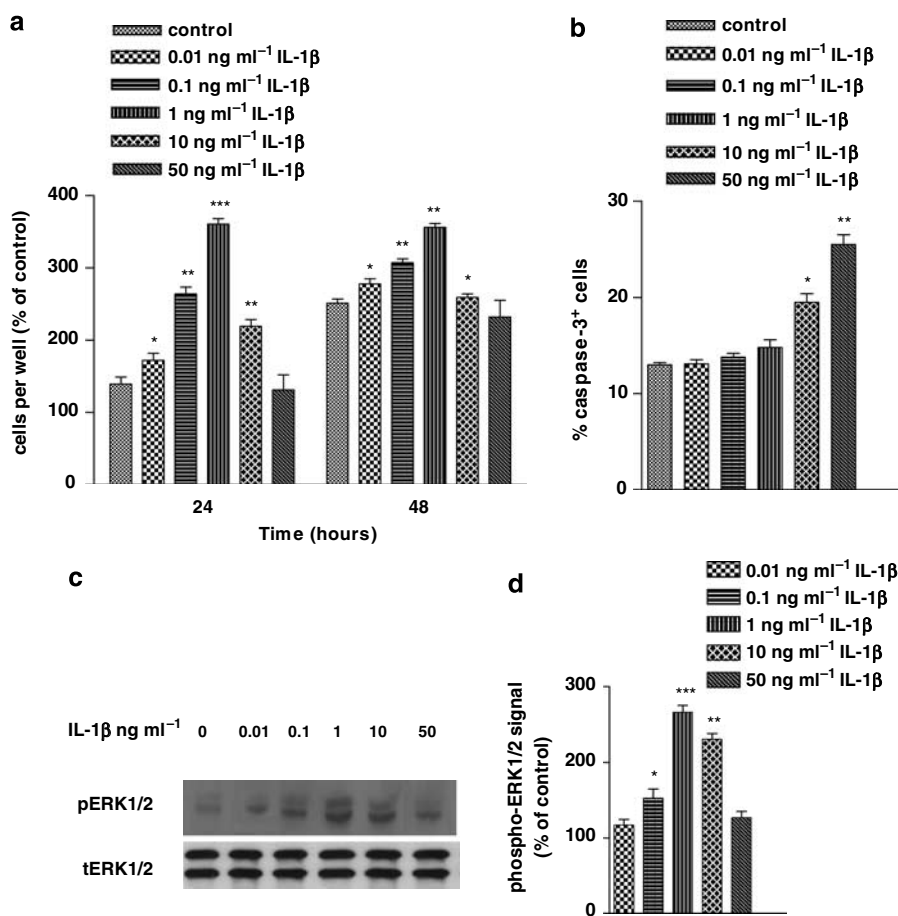 a
control
0.01 ng ml⁻¹ IL-1β
0.1 ng ml⁻¹ IL-1β
1 ng ml⁻¹ IL-1β
10 ng ml⁻¹ IL-1β
50 ng ml⁻¹ IL-1β
cells per well (% of control)
400
300
200
100
0
*
**
***
**
**
*
**
*
24
48
Time (hours)
b
control
0.01 ng ml⁻¹ IL-1β
0.1 ng ml⁻¹ IL-1β
1 ng ml⁻¹ IL-1β
10 ng ml⁻¹ IL-1β
50 ng ml⁻¹ IL-1β
% caspase-3⁺ cells
30
20
10
0
*
**
c
IL-1β ng ml⁻¹ 0 0.01 0.1 1 10 50
pERK1/2
tERK1/2
d
0.01 ng ml⁻¹ IL-1β
0.1 ng ml⁻¹ IL-1β
1 ng ml⁻¹ IL-1β
10 ng ml⁻¹ IL-1β
50 ng ml⁻¹ IL-1β
phospho-ERK1/2 signal
(% of control)
300
200
100
0
*
***
**